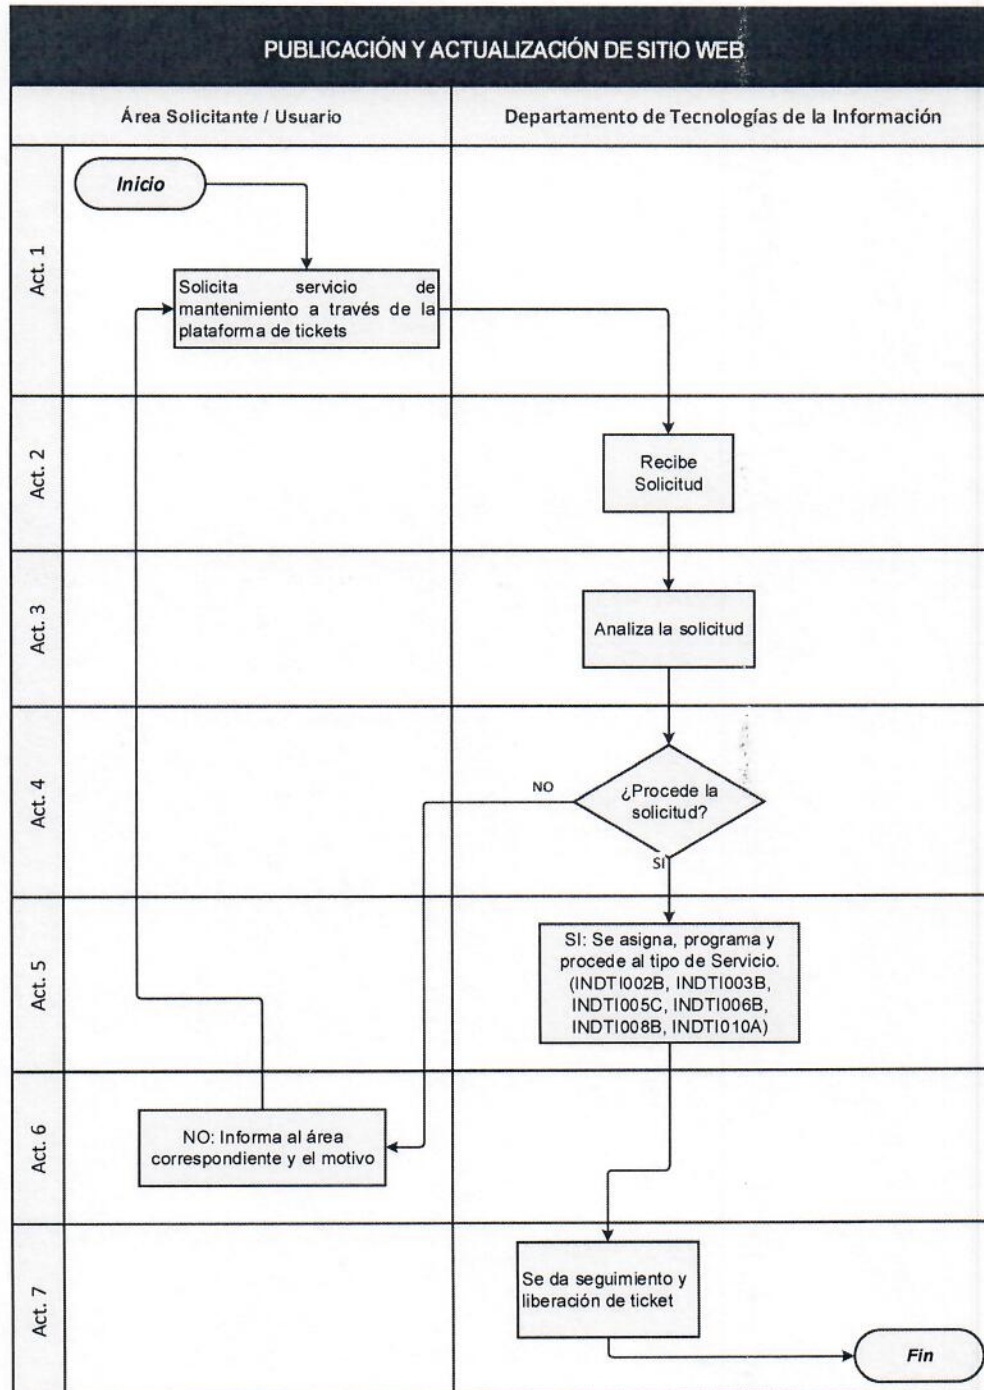 PUBLICACIÓN Y ACTUALIZACIÓN DE SITIO WEB
Área Solicitante / Usuario
Departamento de Tecnologías de la Información
Act. 1
Inicio
Solicita servicio de
mantenimiento a través de la
plataforma de tickets
Act. 2
Recibe
Solicitud
Act. 3
Analiza la solicitud
Act. 4
NO
¿Procede la
solicitud?
SI
Act. 5
SI: Se asigna, programa y
procede al tipo de Servicio.
(INDTI002B, INDTI003B,
INDTI005C, INDTI006B,
INDTI008B, INDTI010A)
Act. 6
NO: Informa al área
correspondiente y el motivo
Act. 7
Se da seguimiento y
liberación de ticket
Fin